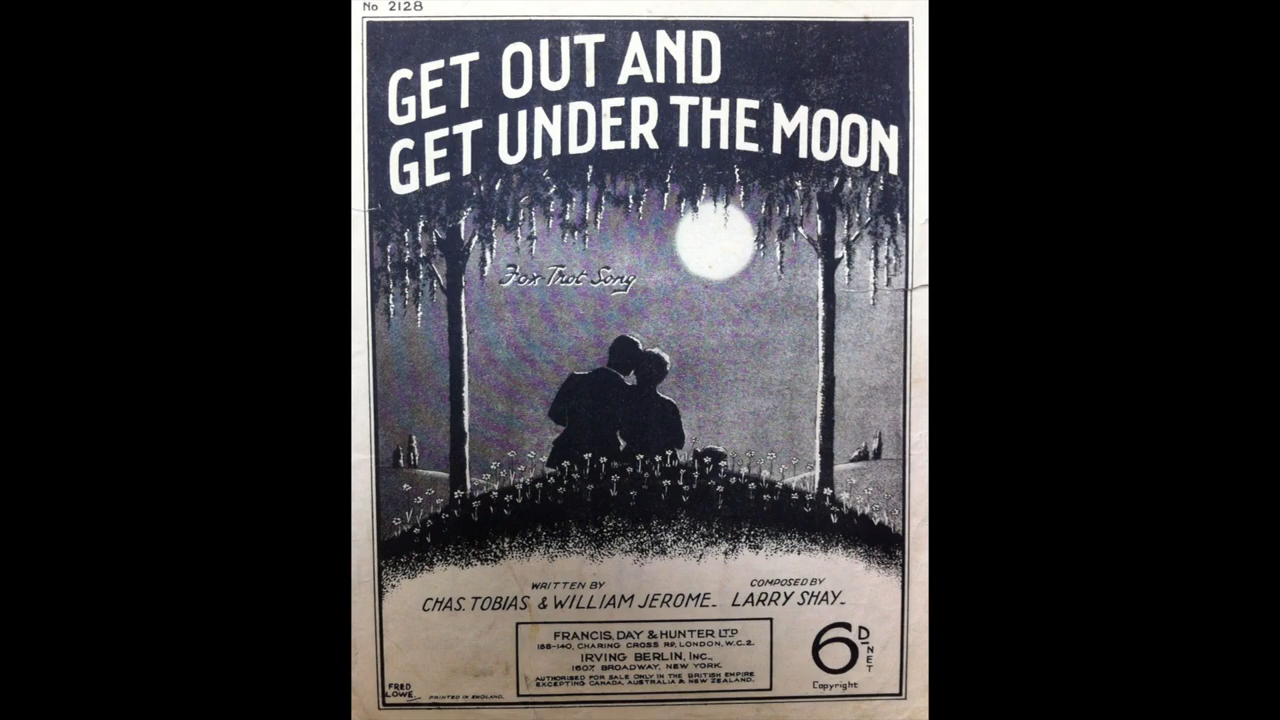 No 2128
GET OUT AND
GET UNDER THE MOON
Fox Trot Song
WRITTEN BY
CHAS. TOBIAS & WILLIAM JEROME_
COMPOSED BY
LARRY SHAY_
FRANCIS, DAY & HUNTER LTD
138-140, CHARING CROSS RD, LONDON, W.C.2.
IRVING BERLIN, INC.,
1607, BROADWAY, NEW YORK.
AUTHORISED FOR SALE ONLY IN THE BRITISH EMPIRE
EXCEPTING CANADA, AUSTRALIA & NEW ZEALAND.
6D NET
Copyright
FRED
LOWE
PRINTED IN ENGLAND.